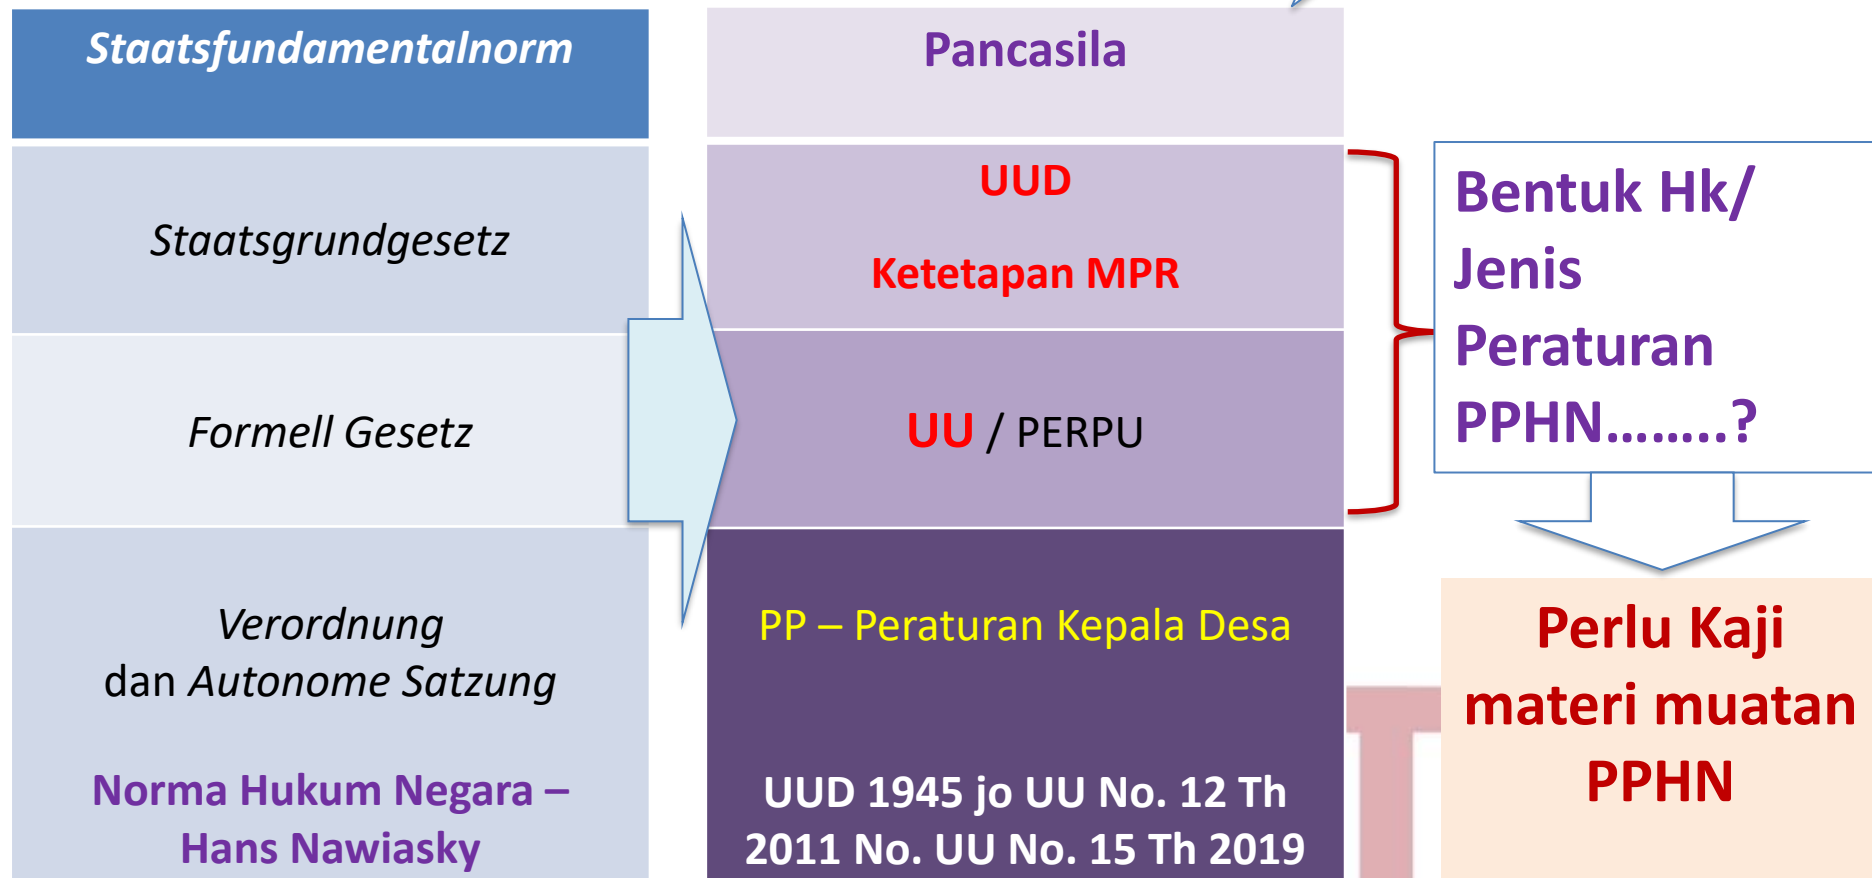 Staatsfundamentalnorm
Staatsgrundgesetz
Formell Gesetz
Verordnung
dan Autonome Satzung
Norma Hukum Negara –
Hans Nawiasky
Pancasila
UUD
Ketetapan MPR
UU / PERPU
PP – Peraturan Kepala Desa
UUD 1945 jo UU No. 12 Th
2011 No. UU No. 15 Th 2019
Bentuk Hk/
Jenis
Peraturan
PPHN........?
Perlu Kaji
materi muatan
PPHN